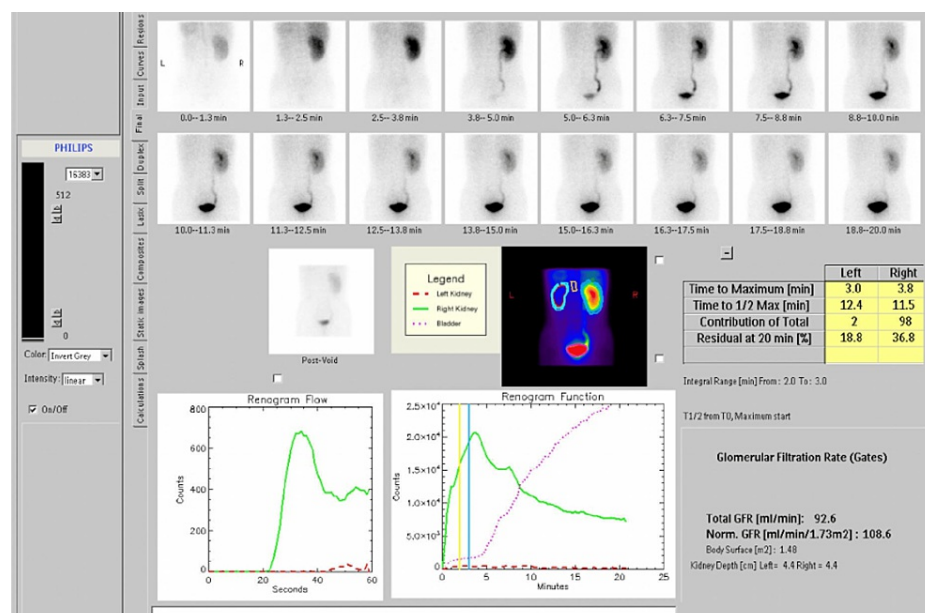 Regions
Curves
Input
Final
Duplex
Split
Lasix
Composites
Static images
Splash
Calculations
L
R
0.0--1.3 min
1.3--2.5 min
2.5--3.8 min
3.8--5.0 min
5.0--6.3 min
6.3--7.5 min
7.5--8.8 min
8.8--10.0 min
PHILIPS
16383
512
0
Color: Invert Grey
Intensity: linear
On/Off
10.0--11.3 min
11.3--12.5 min
12.5--13.8 min
13.8--15.0 min
15.0--16.3 min
16.3--17.5 min
17.5--18.8 min
18.8--20.0 min
Post-Void
Legend
Left Kidney
Right Kidney
Bladder
L
R
Left Right
Time to Maximum [min] 3.0 3.8
Time to 1/2 Max [min] 12.4 11.5
Contribution of Total 2 98
Residual at 20 min [%] 18.8 36.8
Integral Range [min] From: 2.0 To: 3.0
T1/2 from T0, Maximum start
Renogram Flow
800
600
400
200
0
Counts
0 20 40 60
Seconds
Renogram Function
2.5×10⁴
2.0×10⁴
1.5×10⁴
1.0×10⁴
5.0×10³
0
Counts
0 5 10 15 20 25
Minutes
Glomerular Filtration Rate (Gates)
Total GFR [ml/min]: 92.6
Norm. GFR [ml/min/1.73m2] : 108.6
Body Surface [m2] : 1.48
Kidney Depth [cm] Left= 4.4 Right = 4.4